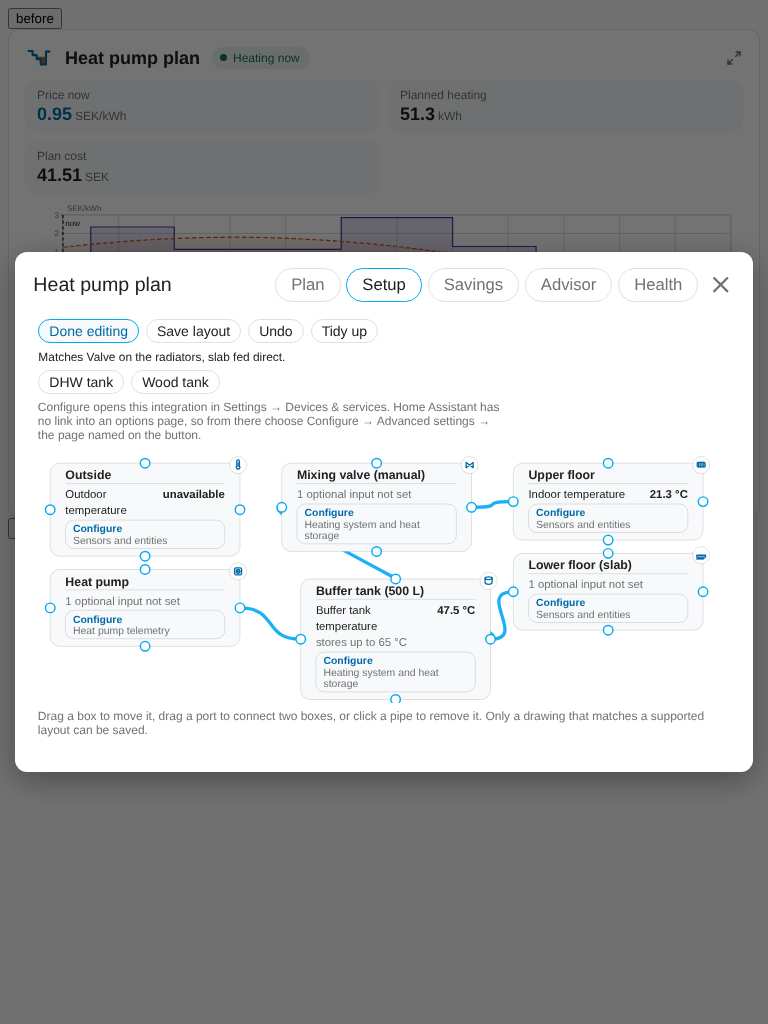 before
Heat pump plan
Heating now
Price now
0.95 SEK/kWh
Planned heating
51.3 kWh
Plan cost
41.51 SEK
SEK/kWh
3
now
2
Heat pump plan
Plan
Setup
Savings
Advisor
Health
Done editing
Save layout
Undo
Tidy up
Matches Valve on the radiators, slab fed direct.
DHW tank
Wood tank
Configure opens this integration in Settings → Devices & services. Home Assistant has
no link into an options page, so from there choose Configure → Advanced settings →
the page named on the button.
Outside
Outdoor temperature
unavailable
Configure
Sensors and entities
Heat pump
1 optional input not set
Configure
Heat pump telemetry
Mixing valve (manual)
1 optional input not set
Configure
Heating system and heat
storage
Buffer tank (500 L)
Buffer tank temperature
47.5 °C
stores up to 65 °C
Configure
Heating system and heat
storage
Upper floor
Indoor temperature
21.3 °C
Configure
Sensors and entities
Lower floor (slab)
1 optional input not set
Configure
Sensors and entities
Drag a box to move it, drag a port to connect two boxes, or click a pipe to remove it. Only a drawing that matches a supported
layout can be saved.